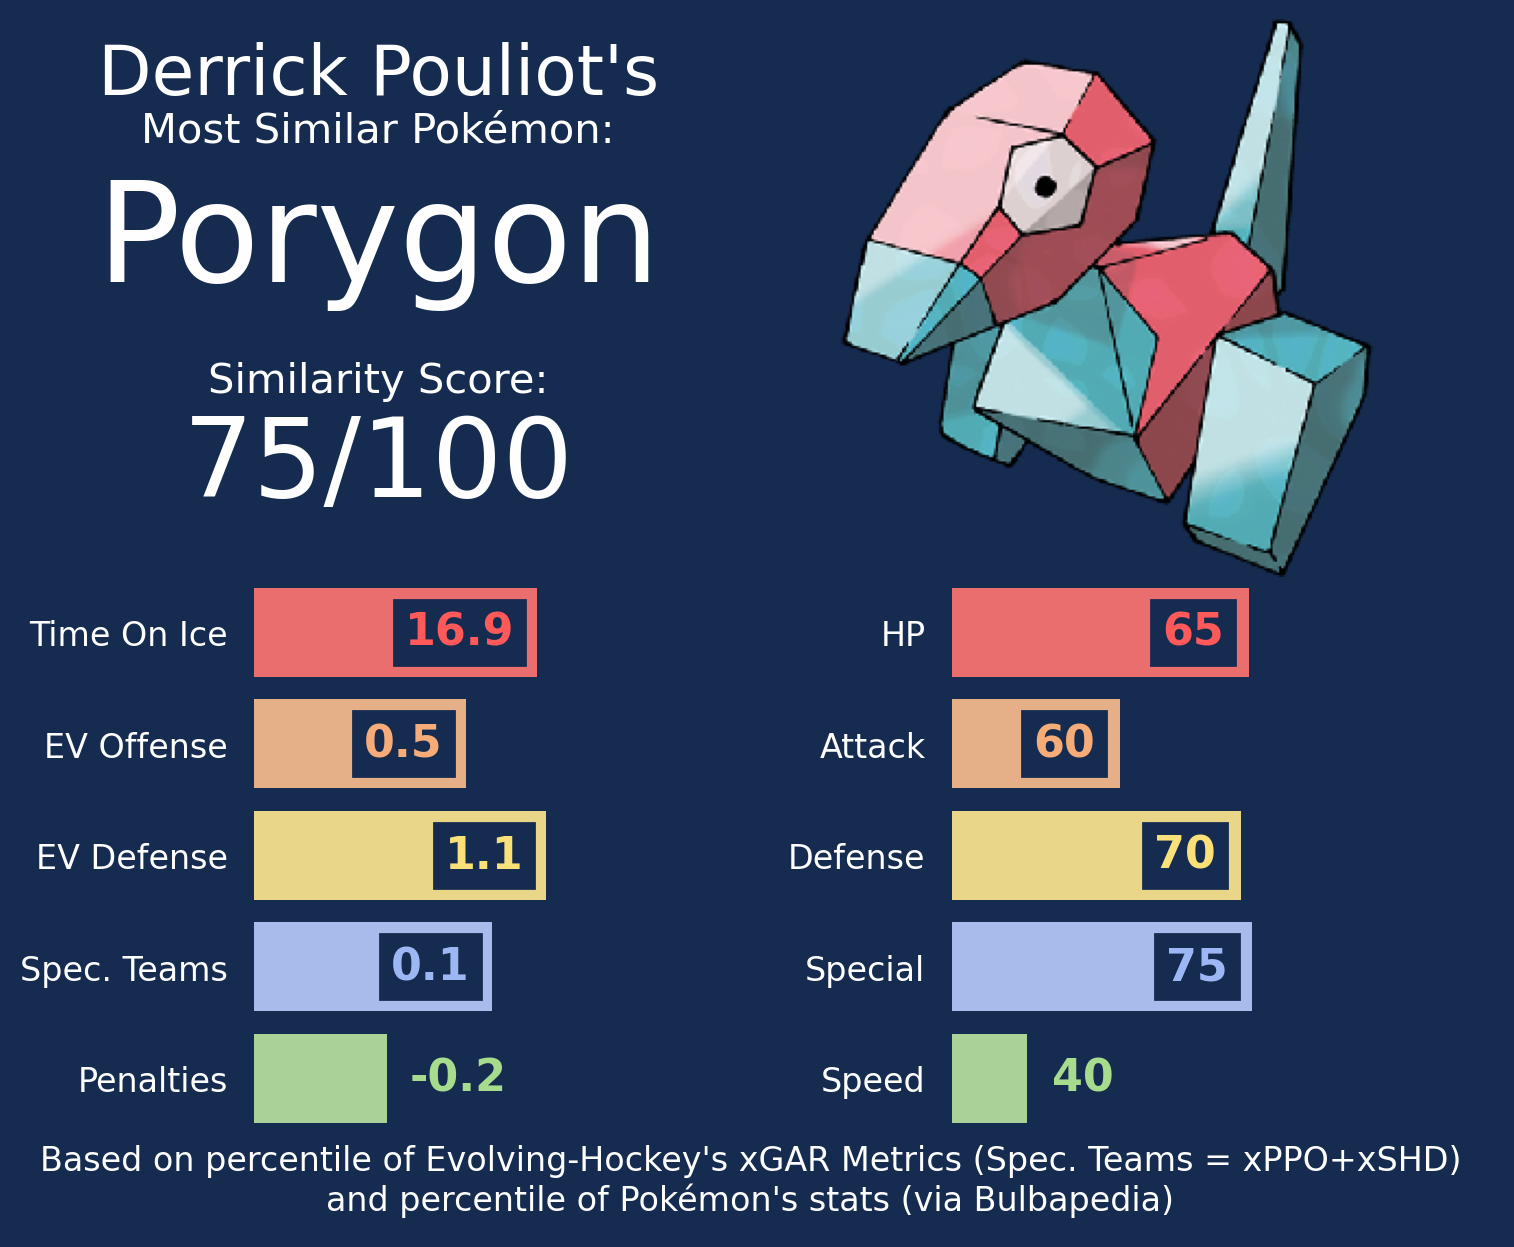 Derrick Pouliot's
Most Similar Pokémon:
Porygon
Similarity Score:
75/100
Time On Ice 16.9
EV Offense 0.5
EV Defense 1.1
Spec. Teams 0.1
Penalties -0.2
HP 65
Attack 60
Defense 70
Special 75
Speed 40
Based on percentile of Evolving-Hockey's xGAR Metrics (Spec. Teams = xPPO+xSHD)
and percentile of Pokémon's stats (via Bulbapedia)